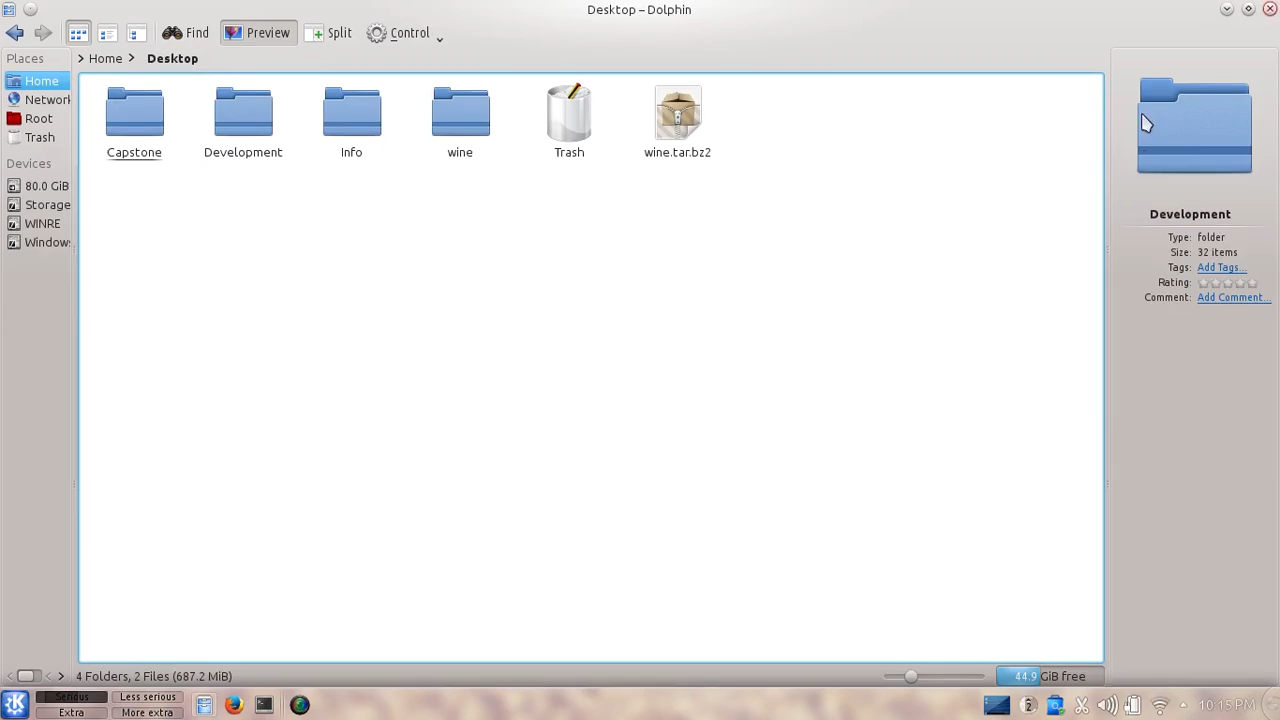 Desktop – Dolphin
Find
Preview
Split
Control
Places
Home
Desktop
Home
Network
Root
Trash
Devices
80.0 GiB
Storage
WINRE
Windows
Capstone
Development
Info
wine
Trash
wine.tar.bz2
Development
Type: folder
Size: 32 items
Tags: Add Tags...
Rating:
Comment: Add Comment...
4 Folders, 2 Files (687.2 MiB)
44.9 GiB free
Serious
Less serious
Extra
More extra
2
10:15 PM